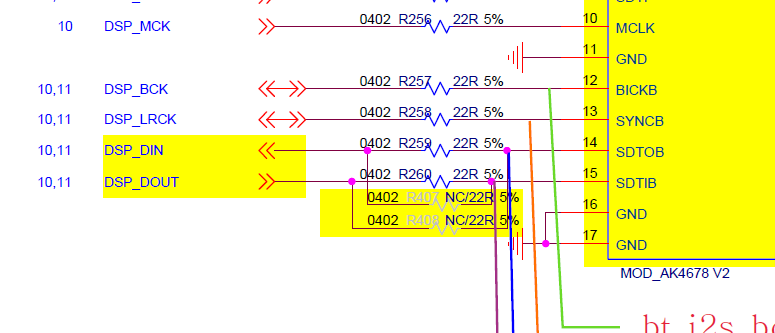 SDTI
10 DSP_MCK 0402 R256 22R 5% 10 MCLK
11 GND
10,11 DSP_BCK 0402 R257 22R 5% 12 BICKB
10,11 DSP_LRCK 0402 R258 22R 5% 13 SYNCB
10,11 DSP_DIN 0402 R259 22R 5% 14 SDTOB
10,11 DSP_DOUT 0402 R260 22R 5% 15 SDTIB
0402 R407 NC/22R 5%
16 GND
0402 R408 NC/22R 5%
17 GND
MOD_AK4678 V2
bt_i2s_bc